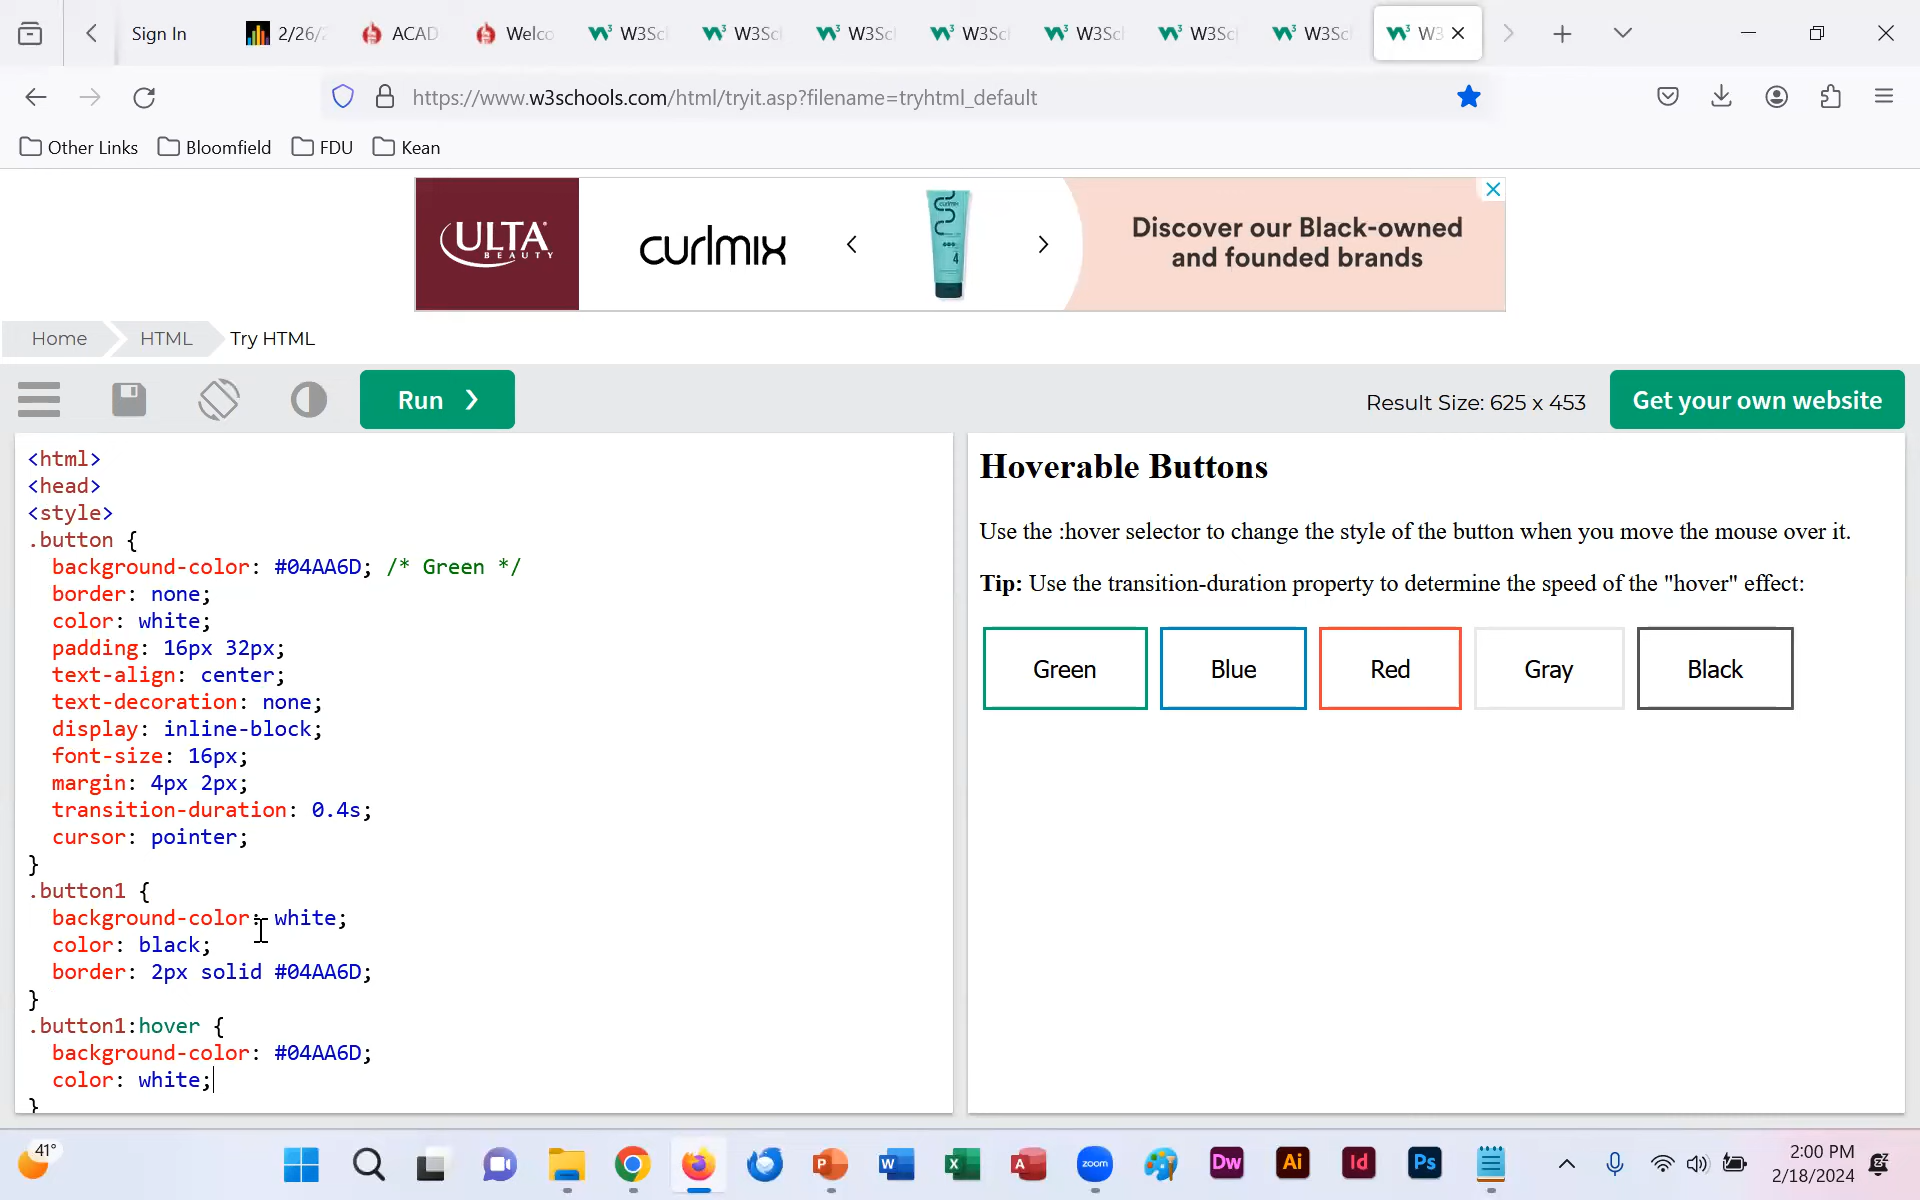 Sign In
2/26/2
ACAD
Welco
W3Sc
W3Sc
W3Sc
W3Sc
W3Sc
W3Sc
W3Sc
W3
https://www.w3schools.com/html/tryit.asp?filename=tryhtml_default
Other Links
Bloomfield
FDU
Kean
ULTA
BEAUTY
curlmix
Discover our Black-owned
and founded brands
Home
HTML
Try HTML
Run ❯
Result Size: 625 x 453
Get your own website
<html>
<head>
<style>
.button {
background-color: #04AA6D; /* Green */
border: none;
color: white;
padding: 16px 32px;
text-align: center;
text-decoration: none;
display: inline-block;
font-size: 16px;
margin: 4px 2px;
transition-duration: 0.4s;
cursor: pointer;
}
.button1 {
background-color: white;
color: black;
border: 2px solid #04AA6D;
}
.button1:hover {
background-color: #04AA6D;
color: white;
}
Hoverable Buttons
Use the :hover selector to change the style of the button when you move the mouse over it.
Tip: Use the transition-duration property to determine the speed of the "hover" effect:
Green
Blue
Red
Gray
Black
41°
P
W
X
A
zoom
Dw
Ai
Id
Ps
2:00 PM
2/18/2024